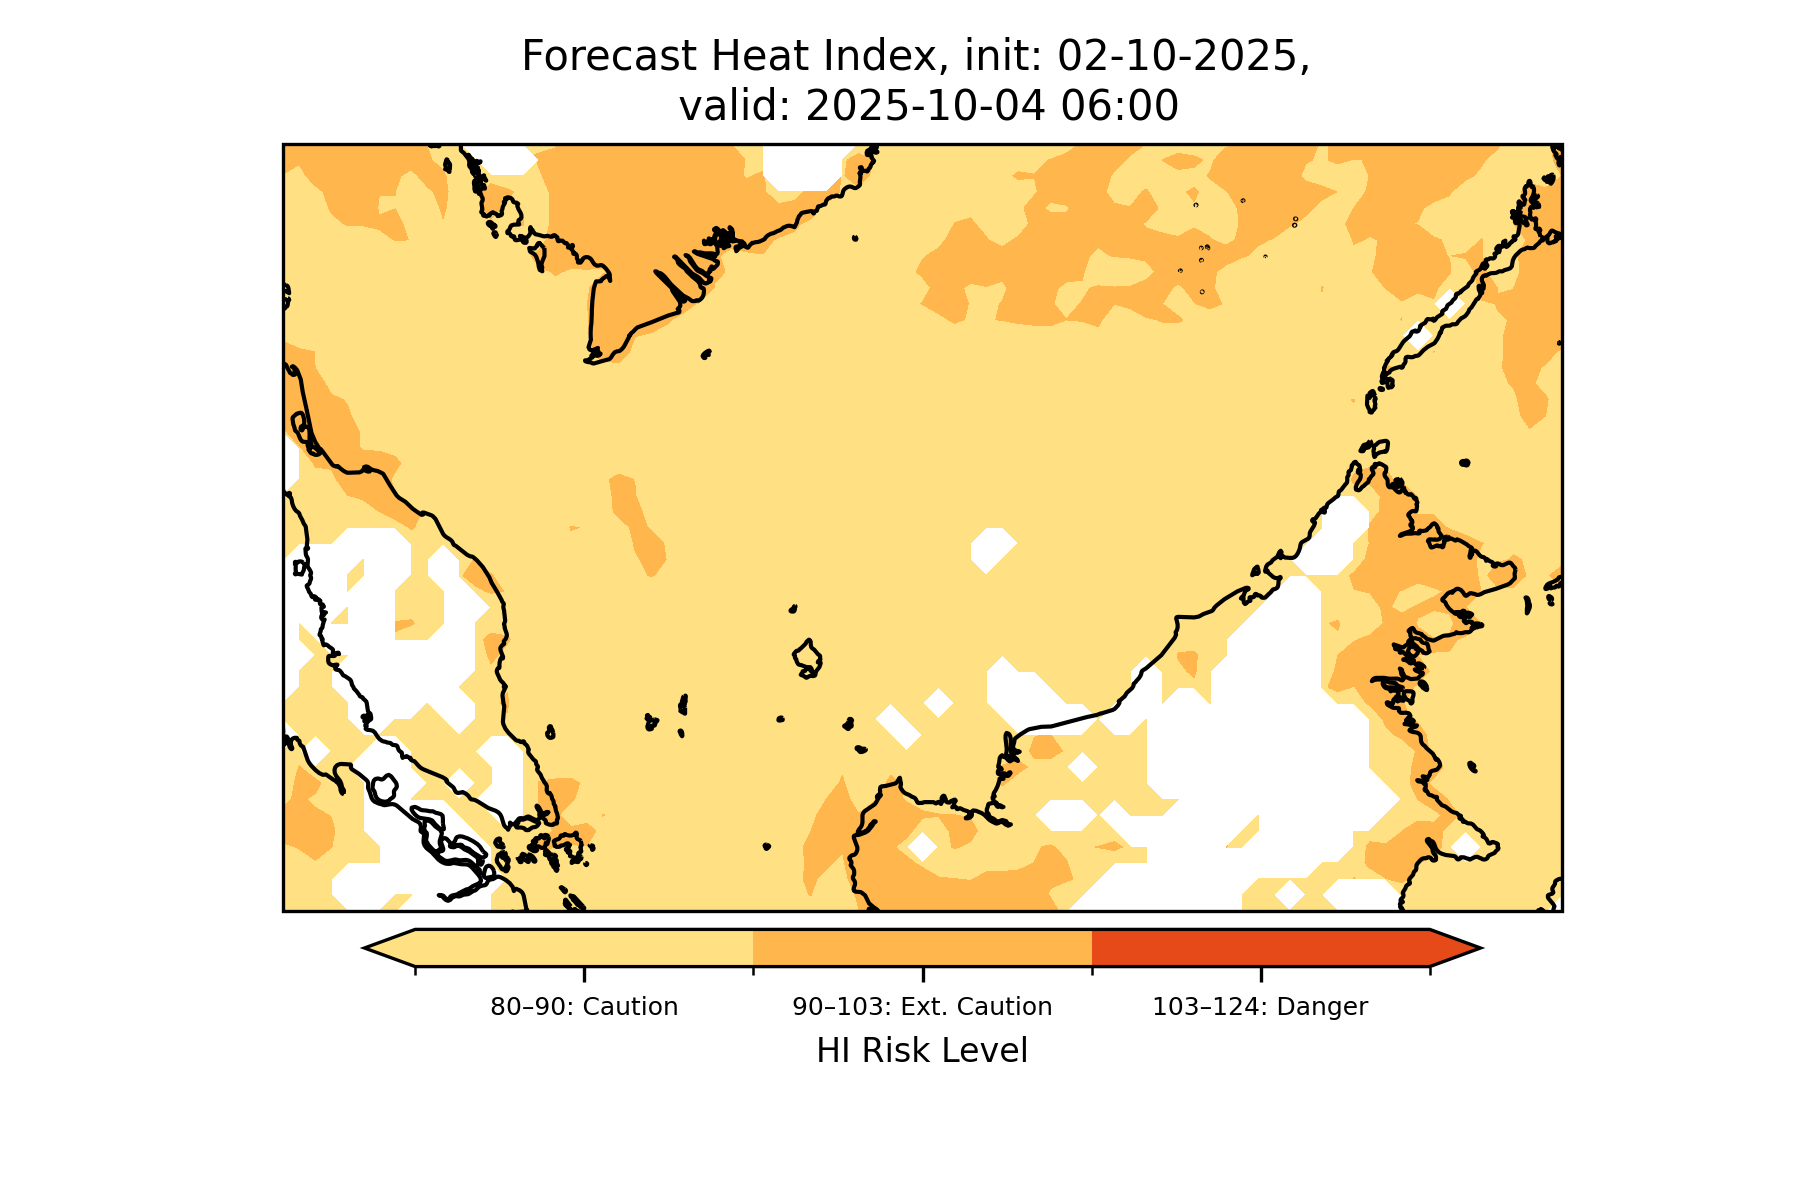 Forecast Heat Index, init: 02-10-2025,
valid: 2025-10-04 06:00
80–90: Caution
90–103: Ext. Caution
103–124: Danger
HI Risk Level